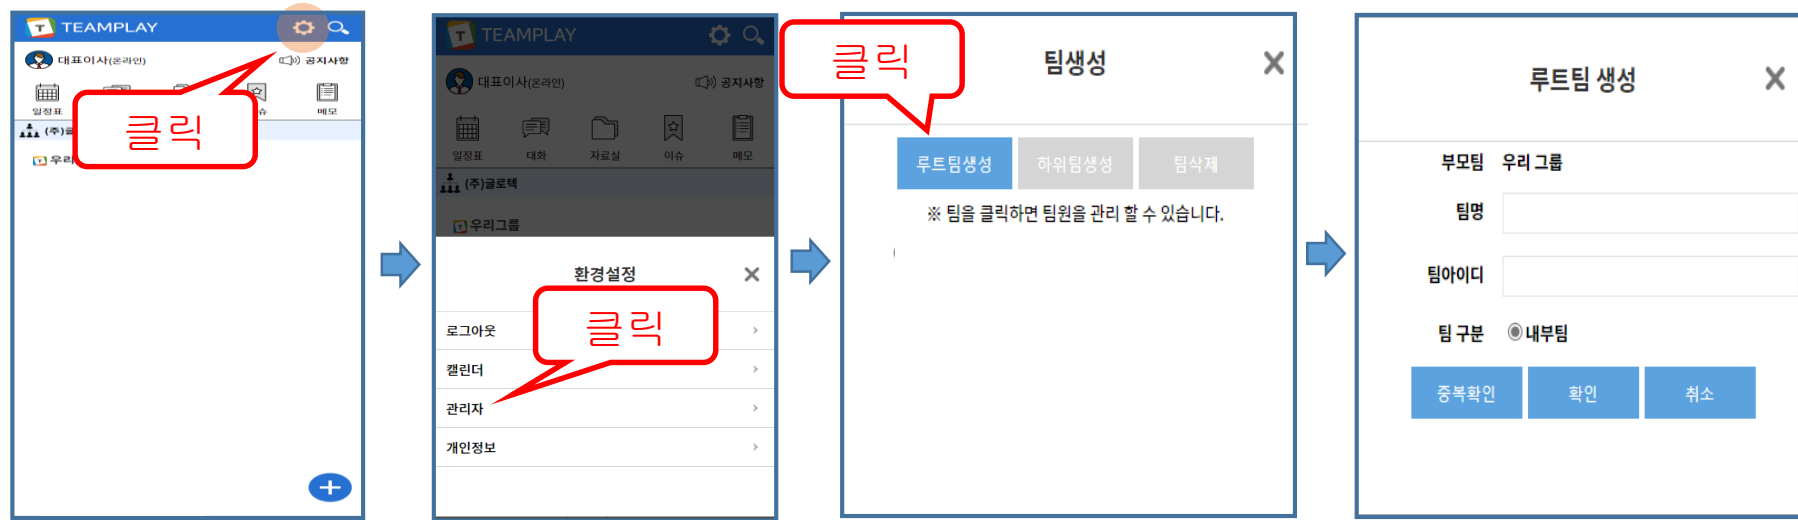 TEAMPLAY
대표이사(온라인)
공지사항
일정표
메모
(주)글
우리
클릭
TEAMPLAY
대표이사(온라인)
공지사항
일정표
대화
자료실
이슈
메모
(주)글로텍
우리그룹
환경설정
로그아웃
캘린더
관리자
개인정보
클릭
클릭
팀생성
루트팀생성
하위팀생성
팀삭제
※ 팀을 클릭하면 팀원을 관리 할 수 있습니다.
루트팀 생성
부모팀 우리 그룹
팀명
팀아이디
팀 구분 내부팀
중복확인
확인
취소